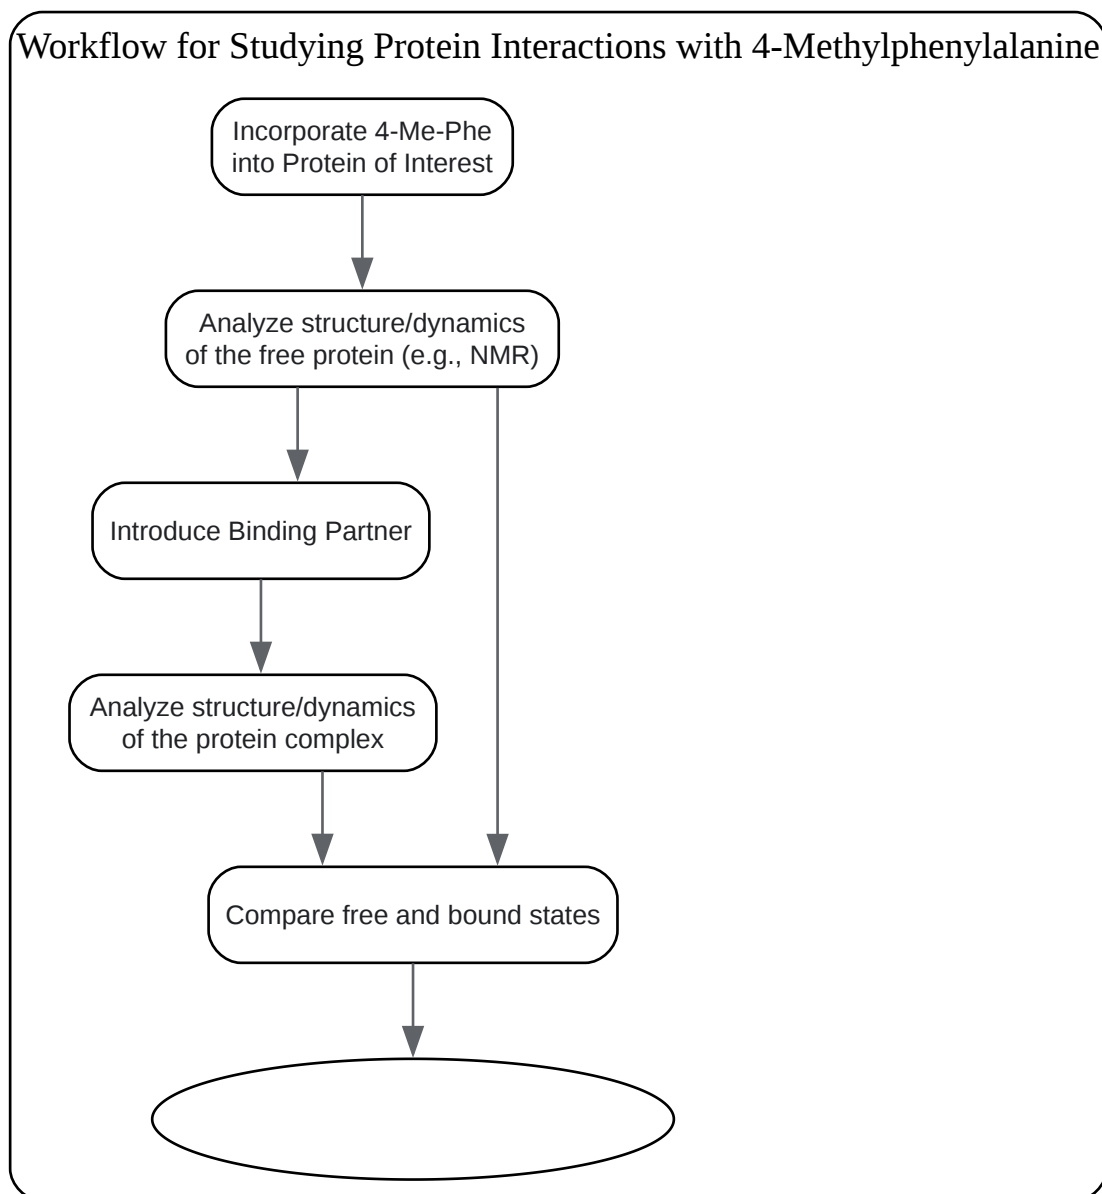 Workflow for Studying Protein Interactions with 4-Methylphenylalanine
Incorporate 4-Me-Phe
into Protein of Interest
Analyze structure/dynamics
of the free protein (e.g., NMR)
Introduce Binding Partner
Analyze structure/dynamics
of the protein complex
Compare free and bound states